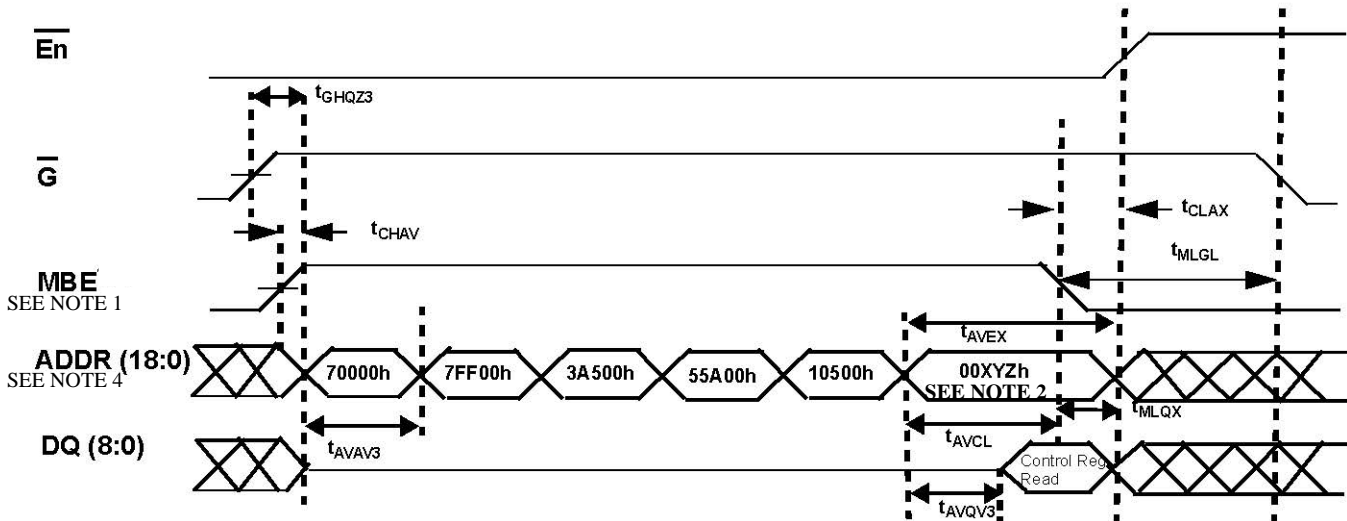 En
tGHQZ3
G
tCHAV
tCLAX
tMLGL
MBE
SEE NOTE 1
tAVEX
ADDR (18:0)
SEE NOTE 4
70000h
7FF00h
3A500h
55A00h
10500h
00XYZh
SEE NOTE 2
tMLQX
tAVAV3
tAVCL
DQ (8:0)
Control Reg
Read
tAVQV3